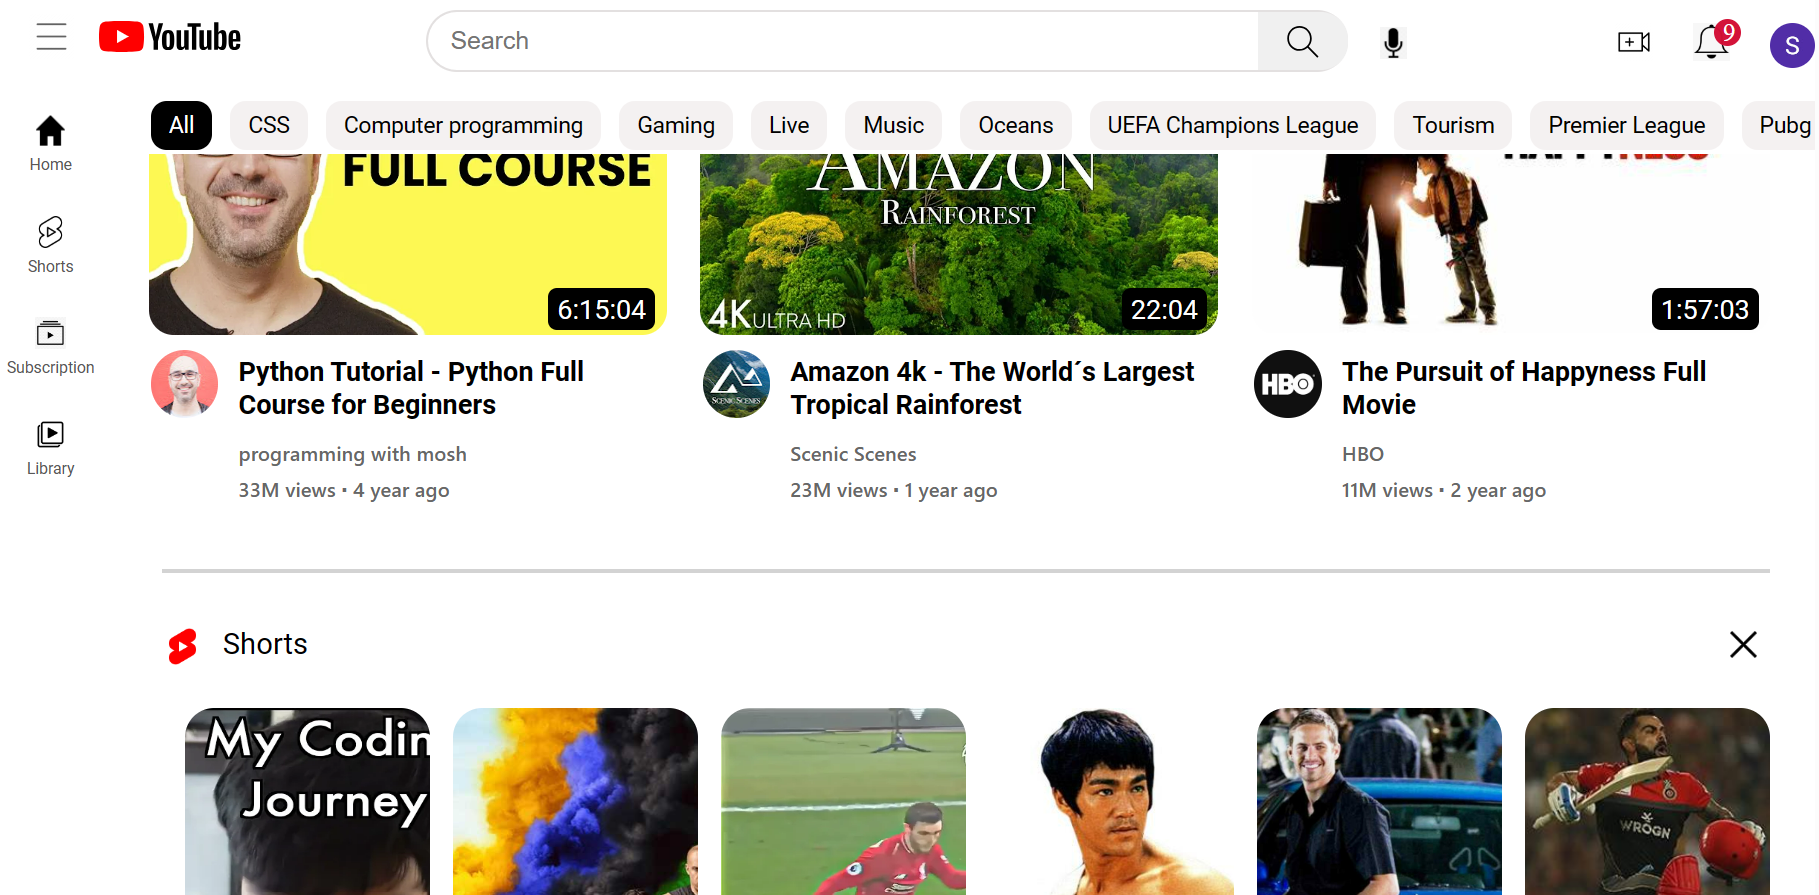 YouTube
Search
9
S
All
CSS
Computer programming
Gaming
Live
Music
Oceans
UEFA Champions League
Tourism
Premier League
Pubg
Home
Shorts
Subscription
Library
FULL COURSE
6:15:04
AMAZON
RAINFOREST
4K ULTRA HD
22:04
HAPPYNESS
1:57:03
Python Tutorial - Python Full
Course for Beginners
programming with mosh
33M views • 4 year ago
SCENIC SCENES
Amazon 4k - The World´s Largest
Tropical Rainforest
Scenic Scenes
23M views • 1 year ago
HBO
The Pursuit of Happyness Full
Movie
HBO
11M views • 2 year ago
Shorts
My Codin
Journey
WROGN